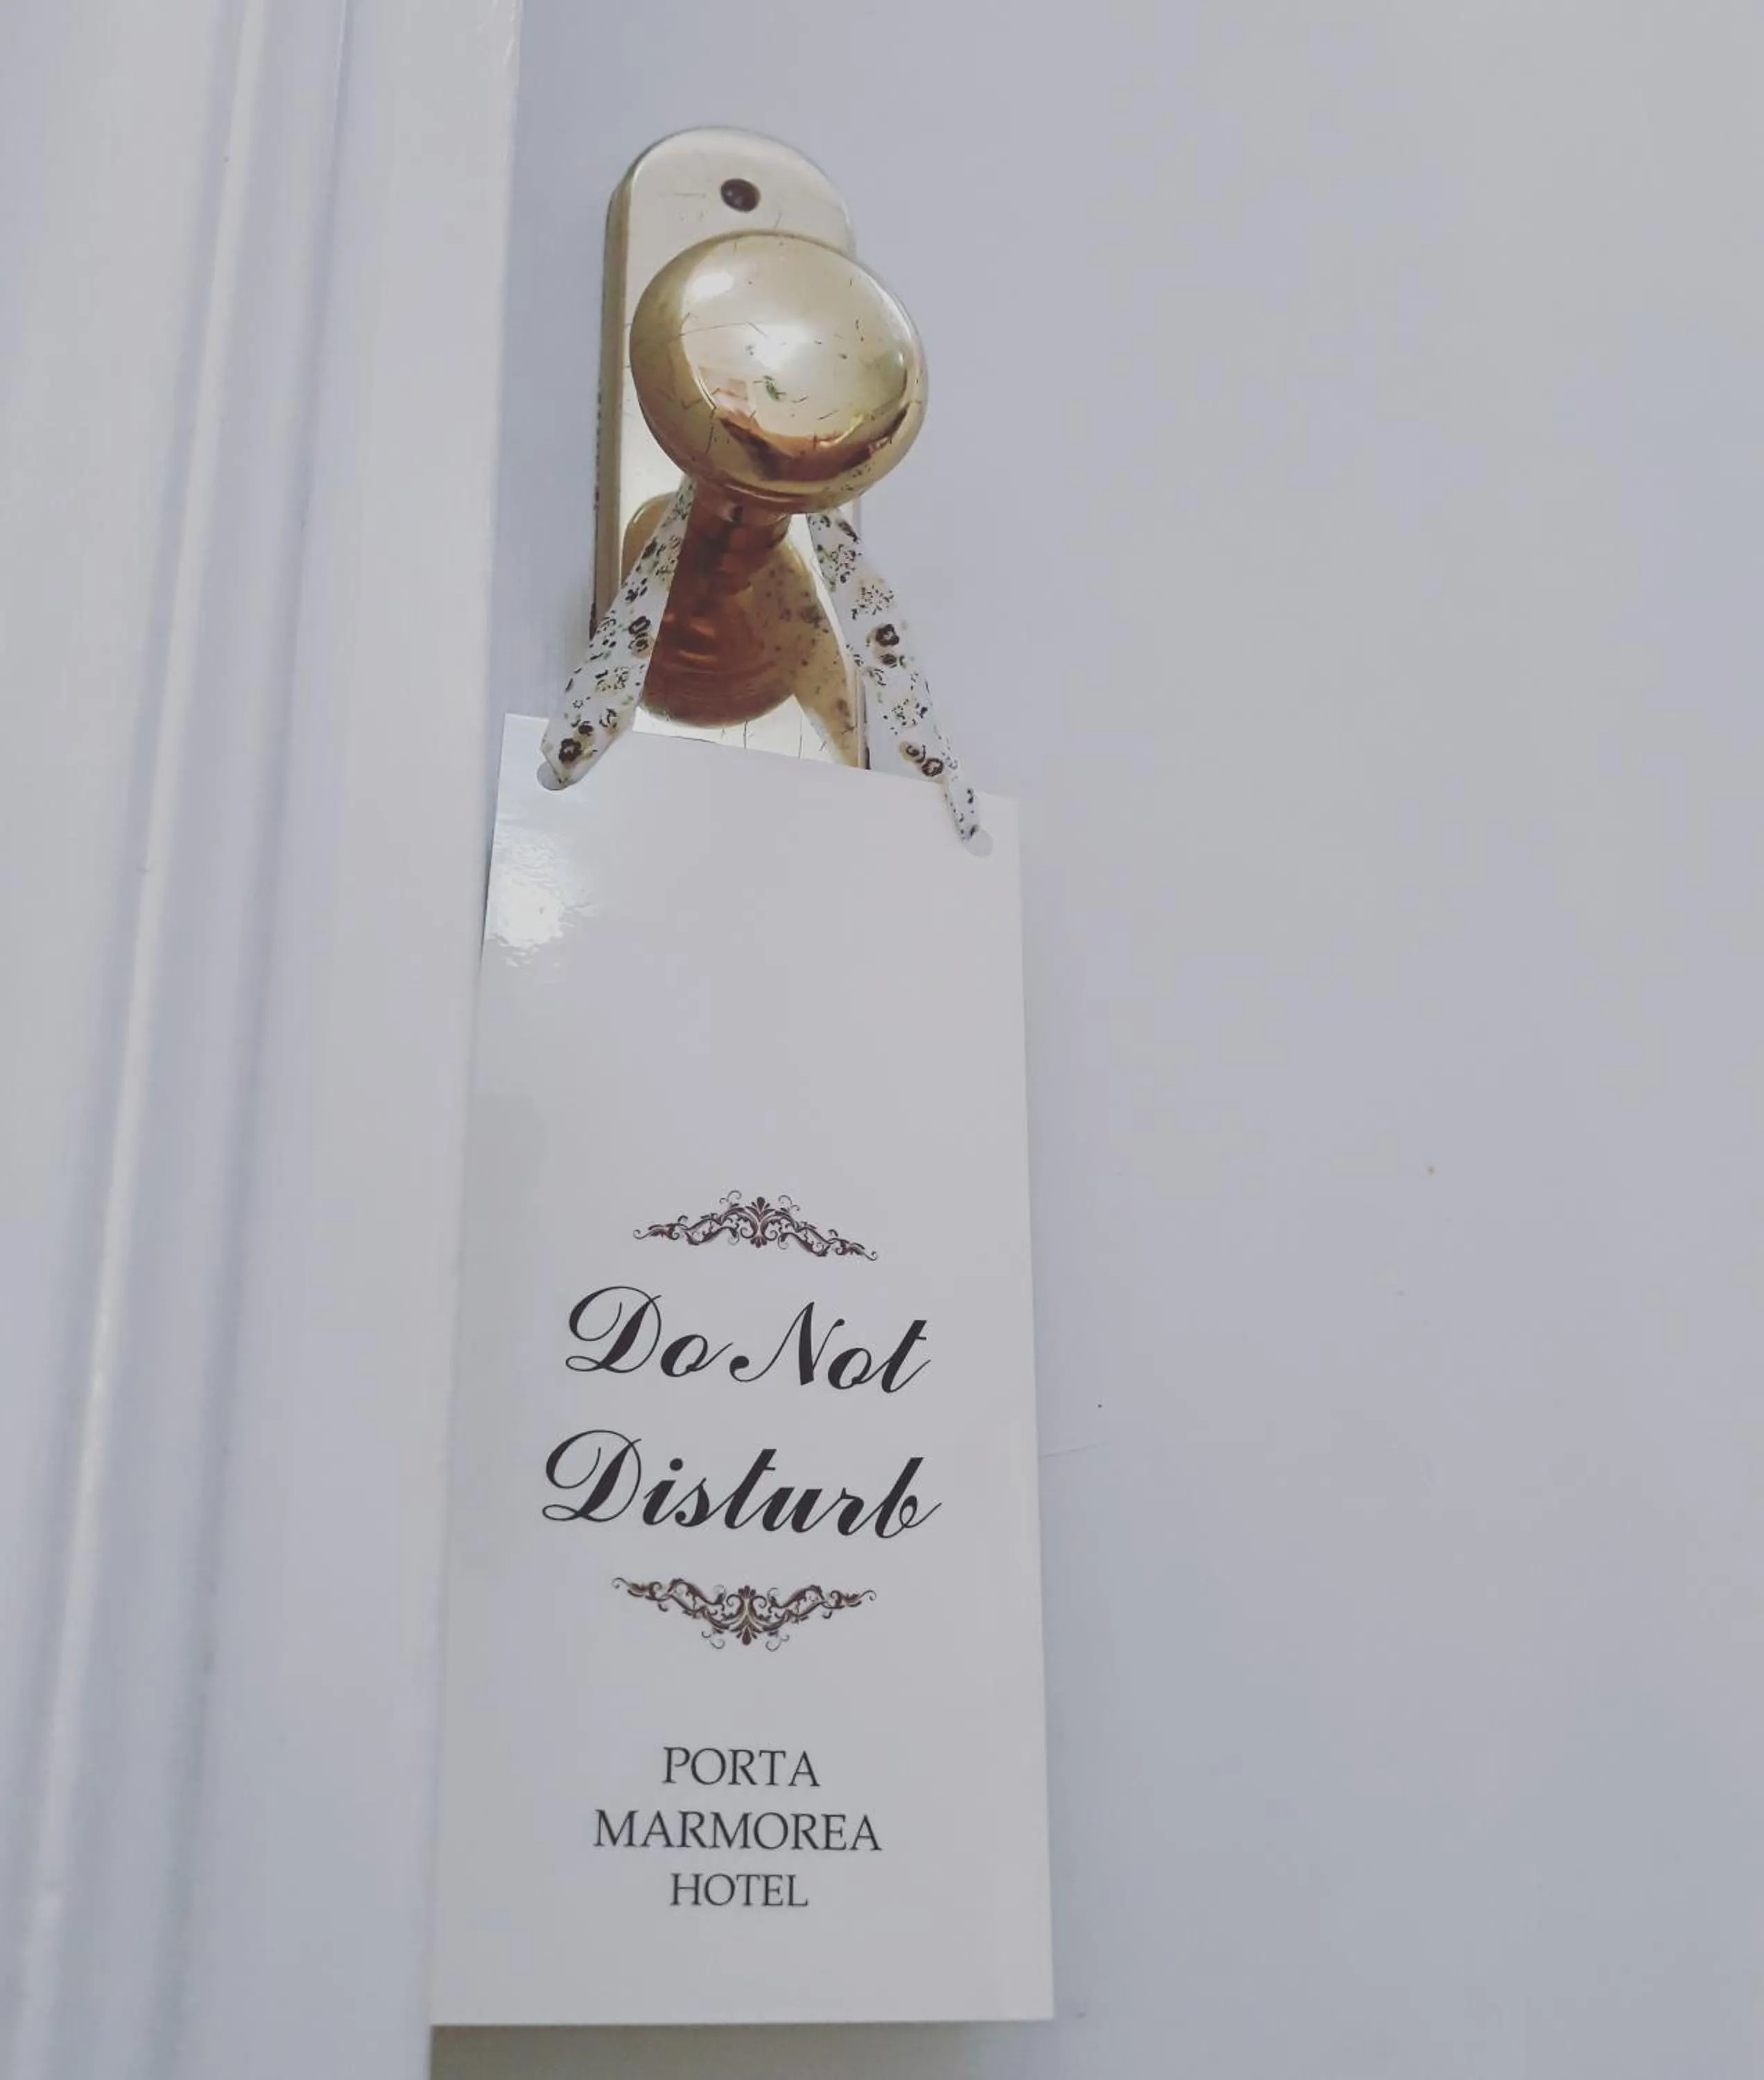 Do Not
Disturb
PORTA
MARMOREA
HOTEL